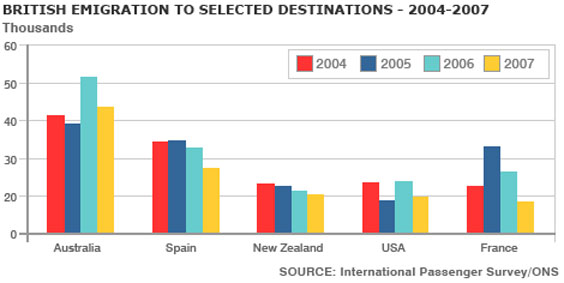 BRITISH EMIGRATION TO SELECTED DESTINATIONS - 2004-2007
Thousands
2004 2005 2006 2007
60
50
40
30
20
0
Australia Spain New Zealand USA France
SOURCE: International Passenger Survey/ONS